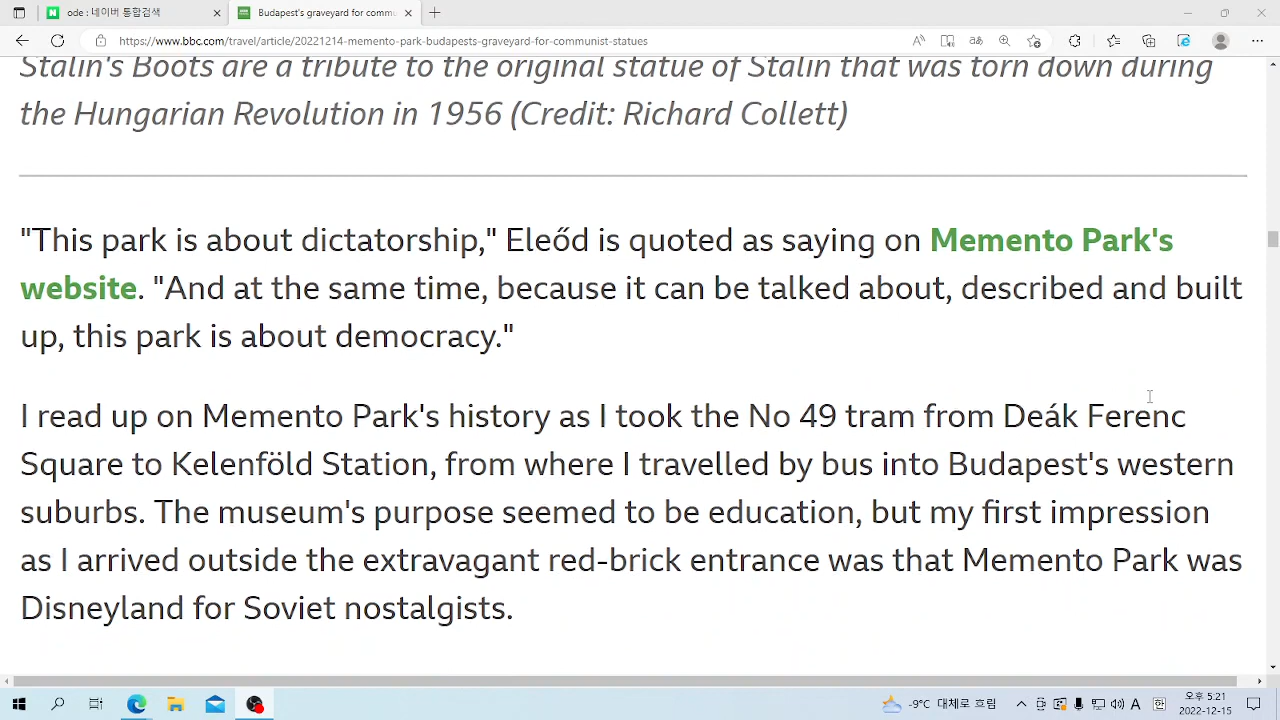 ode : 네이버 통합검색
Budapest's graveyard for commu
https://www.bbc.com/travel/article/20221214-memento-park-budapests-graveyard-for-communist-statues
Stalin's Boots are a tribute to the original statue of Stalin that was torn down during
the Hungarian Revolution in 1956 (Credit: Richard Collett)
"This park is about dictatorship," Eleőd is quoted as saying on Memento Park's
website. "And at the same time, because it can be talked about, described and built
up, this park is about democracy."
I read up on Memento Park's history as I took the No 49 tram from Deák Ferenc
Square to Kelenföld Station, from where I travelled by bus into Budapest's western
suburbs. The museum's purpose seemed to be education, but my first impression
as I arrived outside the extravagant red-brick entrance was that Memento Park was
Disneyland for Soviet nostalgists.
-9°C 대체로 흐림
A
오후 5:21
2022-12-15